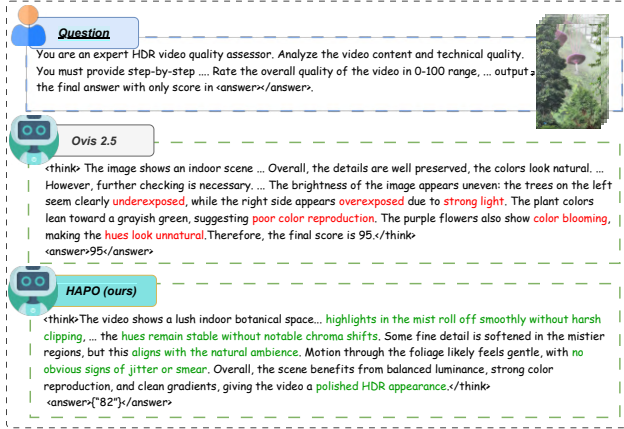 Question
You are an expert HDR video quality assessor. Analyze the video content and technical quality.
You must provide step-by-step .... Rate the overall quality of the video in 0-100 range, ... output
the final answer with only score in <answer></answer>.
Ovis 2.5
<think> The image shows an indoor scene ... Overall, the details are well preserved, the colors look natural. ...
However, further checking is necessary. ... The brightness of the image appears uneven: the trees on the left
seem clearly underexposed, while the right side appears overexposed due to strong light. The plant colors
lean toward a grayish green, suggesting poor color reproduction. The purple flowers also show color blooming,
making the hues look unnatural.Therefore, the final score is 95.</think>
<answer>95</answer>
HAPO (ours)
<think>The video shows a lush indoor botanical space... highlights in the mist roll off smoothly without harsh
clipping, ... the hues remain stable without notable chroma shifts. Some fine detail is softened in the mistier
regions, but this aligns with the natural ambience. Motion through the foliage likely feels gentle, with no
obvious signs of jitter or smear. Overall, the scene benefits from balanced luminance, strong color
reproduction, and clean gradients, giving the video a polished HDR appearance.</think>
<answer>{"82"}</answer>